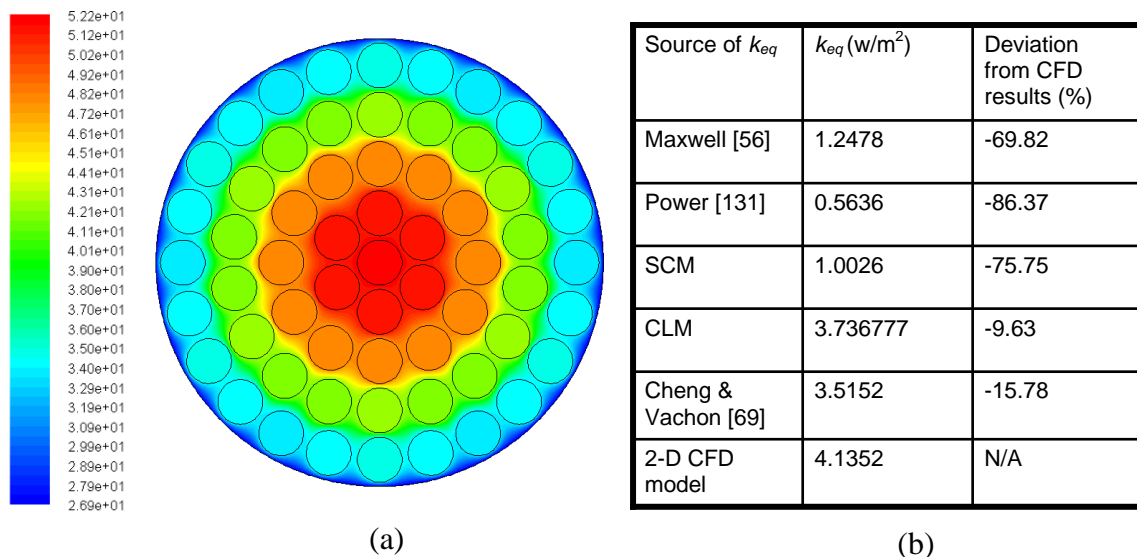 5.22e+01
5.12e+01
5.02e+01
4.92e+01
4.82e+01
4.72e+01
4.61e+01
4.51e+01
4.41e+01
4.31e+01
4.21e+01
4.11e+01
4.01e+01
3.90e+01
3.80e+01
3.70e+01
3.60e+01
3.50e+01
3.40e+01
3.29e+01
3.19e+01
3.09e+01
2.99e+01
2.89e+01
2.79e+01
2.69e+01
(a)
Source of keq keq (w/m2) Deviation
from CFD
results (%)
Maxwell [56] 1.2478 -69.82
Power [131] 0.5636 -86.37
SCM 1.0026 -75.75
CLM 3.736777 -9.63
Cheng & 3.5152 -15.78
Vachon [69]
2-D CFD 4.1352 N/A
model
(b)